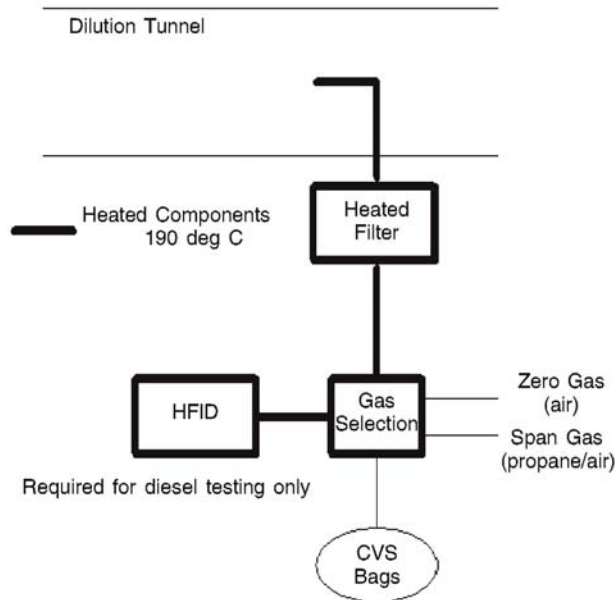 Dilution Tunnel
Heated Components
190 deg C
Heated
Filter
HFID
Gas
Selection
Zero Gas
(air)
Span Gas
(propane/air)
Required for diesel testing only
CVS
Bags